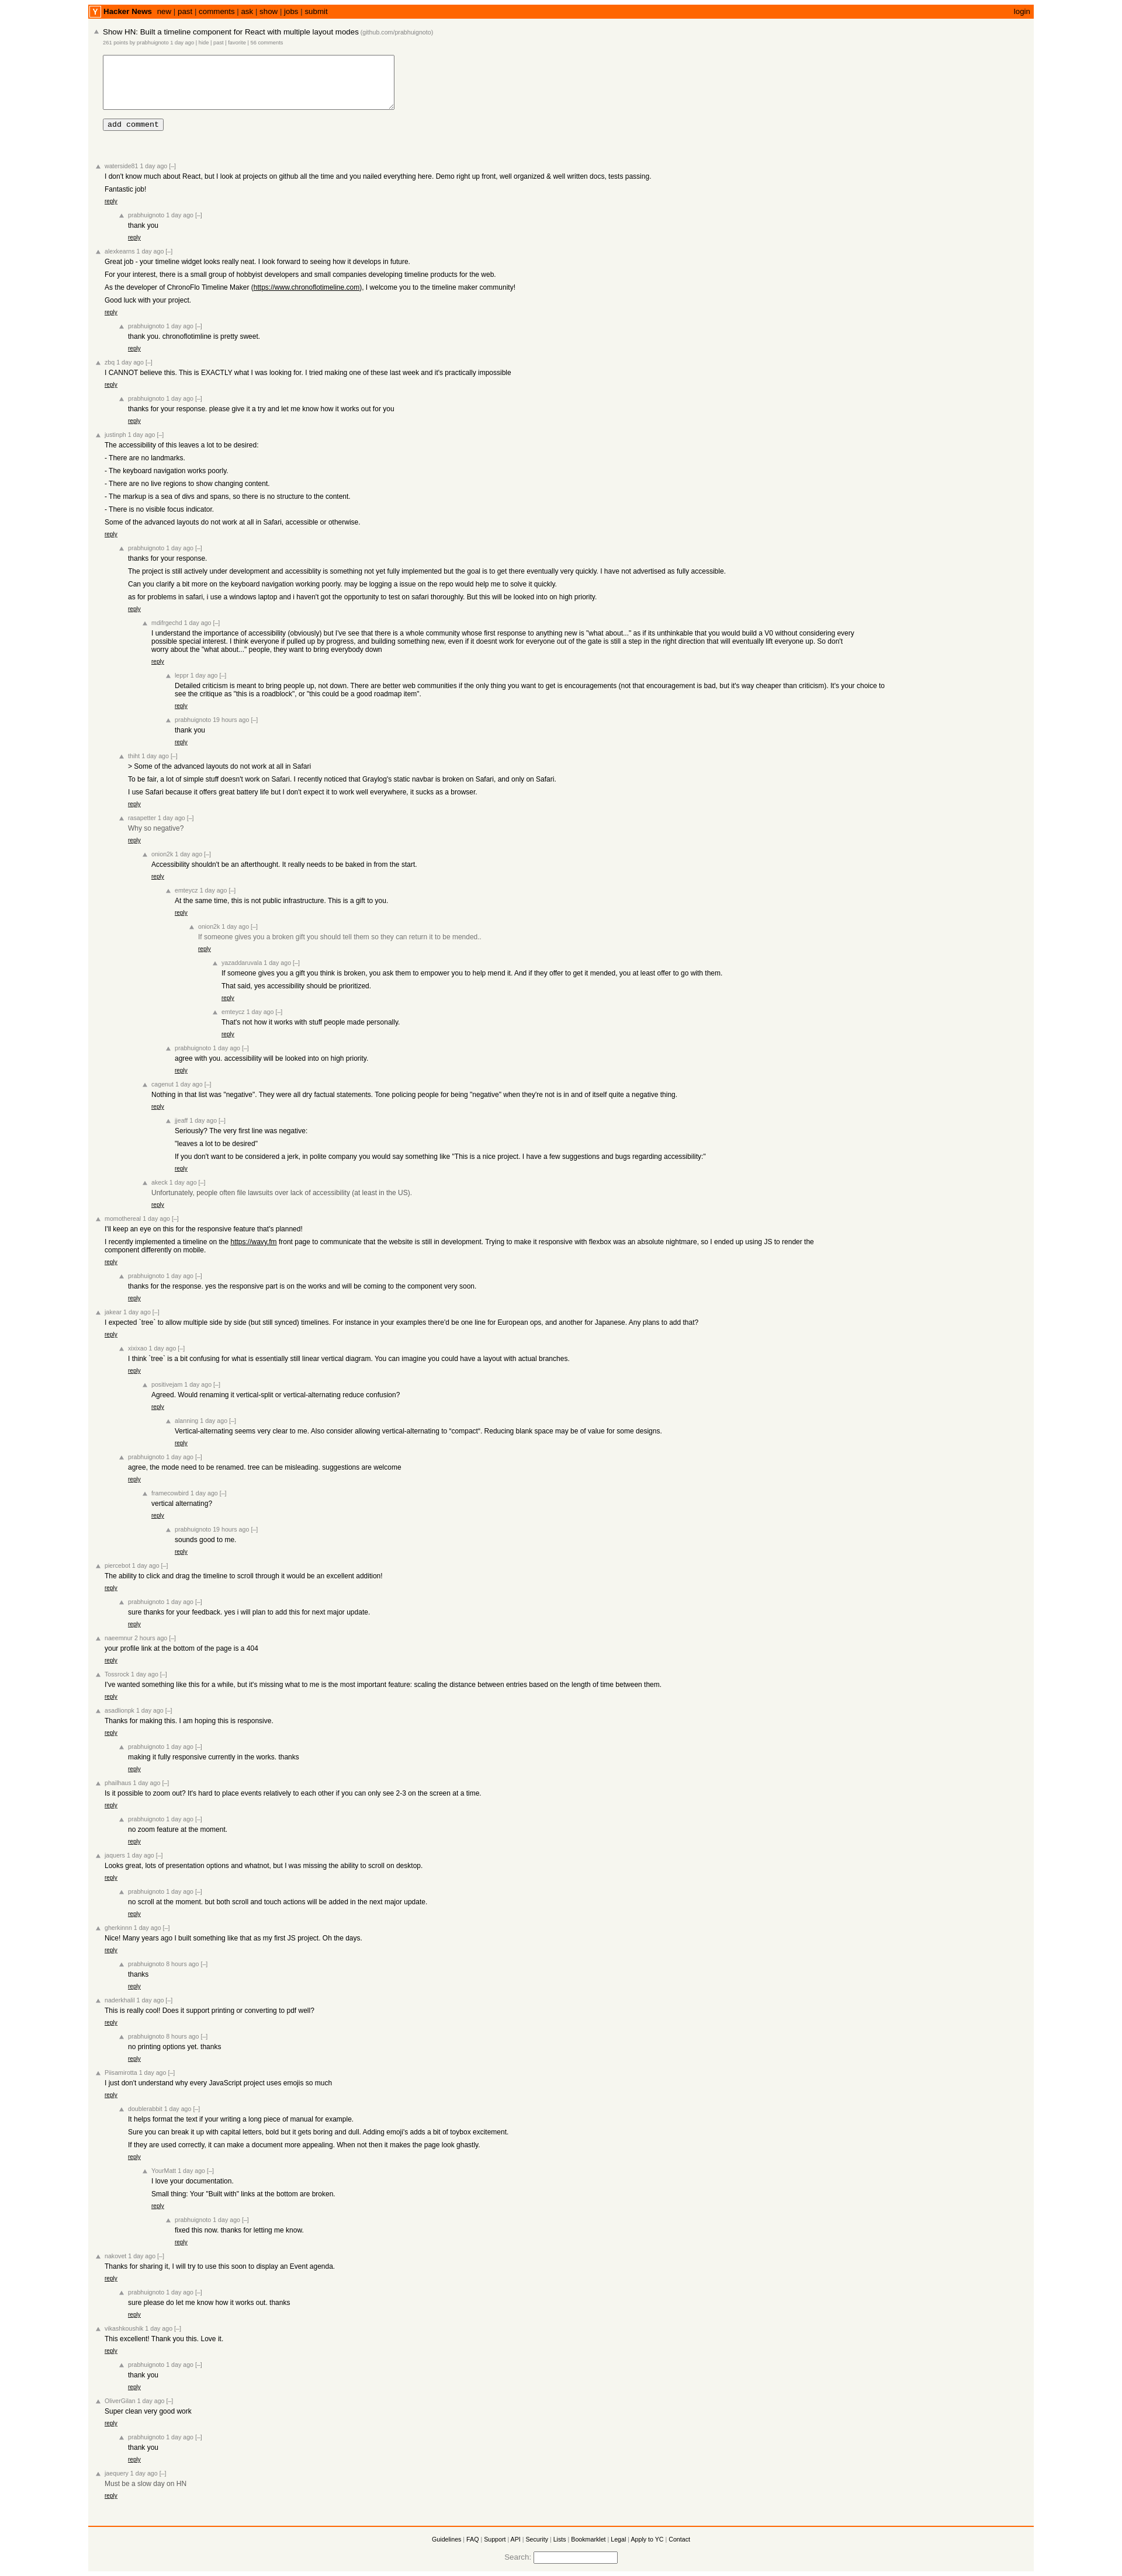 Y Hacker News new | past | comments | ask | show | jobs | submit login
Show HN: Built a timeline component for React with multiple layout modes (github.com/prabhuignoto)
261 points by prabhuignoto 1 day ago | hide | past | favorite | 56 comments
add comment
waterside81 1 day ago [–]
I don't know much about React, but I look at projects on github all the time and you nailed everything here. Demo right up front, well organized & well written docs, tests passing.
Fantastic job!
reply
prabhuignoto 1 day ago [–]
thank you
reply
alexkearns 1 day ago [–]
Great job - your timeline widget looks really neat. I look forward to seeing how it develops in future.
For your interest, there is a small group of hobbyist developers and small companies developing timeline products for the web.
As the developer of ChronoFlo Timeline Maker (https://www.chronoflotimeline.com), I welcome you to the timeline maker community!
Good luck with your project.
reply
prabhuignoto 1 day ago [–]
thank you. chronoflotimline is pretty sweet.
reply
zbq 1 day ago [–]
I CANNOT believe this. This is EXACTLY what I was looking for. I tried making one of these last week and it's practically impossible
reply
prabhuignoto 1 day ago [–]
thanks for your response. please give it a try and let me know how it works out for you
reply
justinph 1 day ago [–]
The accessibility of this leaves a lot to be desired:
- There are no landmarks.
- The keyboard navigation works poorly.
- There are no live regions to show changing content.
- The markup is a sea of divs and spans, so there is no structure to the content.
- There is no visible focus indicator.
Some of the advanced layouts do not work at all in Safari, accessible or otherwise.
reply
prabhuignoto 1 day ago [–]
thanks for your response.
The project is still actively under development and accessiblity is something not yet fully implemented but the goal is to get there eventually very quickly. I have not advertised as fully accessible.
Can you clarify a bit more on the keyboard navigation working poorly. may be logging a issue on the repo would help me to solve it quickly.
as for problems in safari, i use a windows laptop and i haven't got the opportunity to test on safari thoroughly. But this will be looked into on high priority.
reply
mdifrgechd 1 day ago [–]
I understand the importance of accessibility (obviously) but I've see that there is a whole community whose first response to anything new is "what about..." as if its unthinkable that you would build a V0 without considering every
possible special interest. I think everyone if pulled up by progress, and building something new, even if it doesnt work for everyone out of the gate is still a step in the right direction that will eventually lift everyone up. So don't
worry about the "what about..." people, they want to bring everybody down
reply
leppr 1 day ago [–]
Detailed criticism is meant to bring people up, not down. There are better web communities if the only thing you want to get is encouragements (not that encouragement is bad, but it's way cheaper than criticism). It's your choice to
see the critique as "this is a roadblock", or "this could be a good roadmap item".
reply
prabhuignoto 19 hours ago [–]
thank you
reply
thiht 1 day ago [–]
> Some of the advanced layouts do not work at all in Safari
To be fair, a lot of simple stuff doesn't work on Safari. I recently noticed that Graylog's static navbar is broken on Safari, and only on Safari.
I use Safari because it offers great battery life but I don't expect it to work well everywhere, it sucks as a browser.
reply
rasapetter 1 day ago [–]
Why so negative?
reply
onion2k 1 day ago [–]
Accessibility shouldn't be an afterthought. It really needs to be baked in from the start.
reply
emteycz 1 day ago [–]
At the same time, this is not public infrastructure. This is a gift to you.
reply
onion2k 1 day ago [–]
If someone gives you a broken gift you should tell them so they can return it to be mended..
reply
yazaddaruvala 1 day ago [–]
If someone gives you a gift you think is broken, you ask them to empower you to help mend it. And if they offer to get it mended, you at least offer to go with them.
That said, yes accessibility should be prioritized.
reply
emteycz 1 day ago [–]
That's not how it works with stuff people made personally.
reply
prabhuignoto 1 day ago [–]
agree with you. accessibility will be looked into on high priority.
reply
cagenut 1 day ago [–]
Nothing in that list was "negative". They were all dry factual statements. Tone policing people for being "negative" when they're not is in and of itself quite a negative thing.
reply
jjeaff 1 day ago [–]
Seriously? The very first line was negative:
"leaves a lot to be desired"
If you don't want to be considered a jerk, in polite company you would say something like "This is a nice project. I have a few suggestions and bugs regarding accessibility:"
reply
akeck 1 day ago [–]
Unfortunately, people often file lawsuits over lack of accessibility (at least in the US).
reply
momothereal 1 day ago [–]
I'll keep an eye on this for the responsive feature that's planned!
I recently implemented a timeline on the https://wavy.fm front page to communicate that the website is still in development. Trying to make it responsive with flexbox was an absolute nightmare, so I ended up using JS to render the
component differently on mobile.
reply
prabhuignoto 1 day ago [–]
thanks for the response. yes the responsive part is on the works and will be coming to the component very soon.
reply
jakear 1 day ago [–]
I expected `tree` to allow multiple side by side (but still synced) timelines. For instance in your examples there'd be one line for European ops, and another for Japanese. Any plans to add that?
reply
xixixao 1 day ago [–]
I think `tree` is a bit confusing for what is essentially still linear vertical diagram. You can imagine you could have a layout with actual branches.
reply
positivejam 1 day ago [–]
Agreed. Would renaming it vertical-split or vertical-alternating reduce confusion?
reply
alanning 1 day ago [–]
Vertical-alternating seems very clear to me. Also consider allowing vertical-alternating to “compact“. Reducing blank space may be of value for some designs.
reply
prabhuignoto 1 day ago [–]
agree, the mode need to be renamed. tree can be misleading. suggestions are welcome
reply
framecowbird 1 day ago [–]
vertical alternating?
reply
prabhuignoto 19 hours ago [–]
sounds good to me.
reply
piercebot 1 day ago [–]
The ability to click and drag the timeline to scroll through it would be an excellent addition!
reply
prabhuignoto 1 day ago [–]
sure thanks for your feedback. yes i will plan to add this for next major update.
reply
naeemnur 2 hours ago [–]
your profile link at the bottom of the page is a 404
reply
Tossrock 1 day ago [–]
I've wanted something like this for a while, but it's missing what to me is the most important feature: scaling the distance between entries based on the length of time between them.
reply
asadlionpk 1 day ago [–]
Thanks for making this. I am hoping this is responsive.
reply
prabhuignoto 1 day ago [–]
making it fully responsive currently in the works. thanks
reply
phailhaus 1 day ago [–]
Is it possible to zoom out? It's hard to place events relatively to each other if you can only see 2-3 on the screen at a time.
reply
prabhuignoto 1 day ago [–]
no zoom feature at the moment.
reply
jaquers 1 day ago [–]
Looks great, lots of presentation options and whatnot, but I was missing the ability to scroll on desktop.
reply
prabhuignoto 1 day ago [–]
no scroll at the moment. but both scroll and touch actions will be added in the next major update.
reply
gherkinnn 1 day ago [–]
Nice! Many years ago I built something like that as my first JS project. Oh the days.
reply
prabhuignoto 8 hours ago [–]
thanks
reply
naderkhalil 1 day ago [–]
This is really cool! Does it support printing or converting to pdf well?
reply
prabhuignoto 8 hours ago [–]
no printing options yet. thanks
reply
Piisamirotta 1 day ago [–]
I just don't understand why every JavaScript project uses emojis so much
reply
doublerabbit 1 day ago [–]
It helps format the text if your writing a long piece of manual for example.
Sure you can break it up with capital letters, bold but it gets boring and dull. Adding emoji's adds a bit of toybox excitement.
If they are used correctly, it can make a document more appealing. When not then it makes the page look ghastly.
reply
YourMatt 1 day ago [–]
I love your documentation.
Small thing: Your "Built with" links at the bottom are broken.
reply
prabhuignoto 1 day ago [–]
fixed this now. thanks for letting me know.
reply
nakovet 1 day ago [–]
Thanks for sharing it, I will try to use this soon to display an Event agenda.
reply
prabhuignoto 1 day ago [–]
sure please do let me know how it works out. thanks
reply
vikashkoushik 1 day ago [–]
This excellent! Thank you this. Love it.
reply
prabhuignoto 1 day ago [–]
thank you
reply
OliverGilan 1 day ago [–]
Super clean very good work
reply
prabhuignoto 1 day ago [–]
thank you
reply
jaequery 1 day ago [–]
Must be a slow day on HN
reply
Guidelines | FAQ | Support | API | Security | Lists | Bookmarklet | Legal | Apply to YC | Contact
Search: